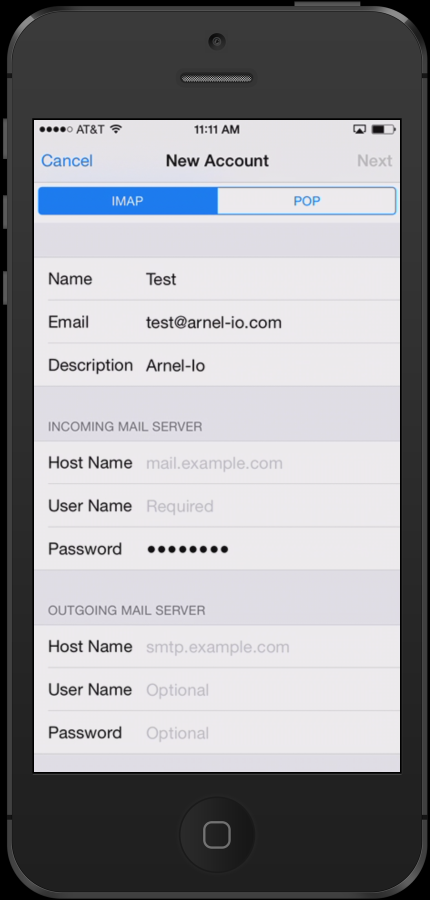 AT&T 11:11 AM
Cancel New Account Next
IMAP POP
Name Test
Email test@arnel-io.com
Description Arnel-Io
INCOMING MAIL SERVER
Host Name mail.example.com
User Name Required
Password ●●●●●●●●
OUTGOING MAIL SERVER
Host Name smtp.example.com
User Name Optional
Password Optional